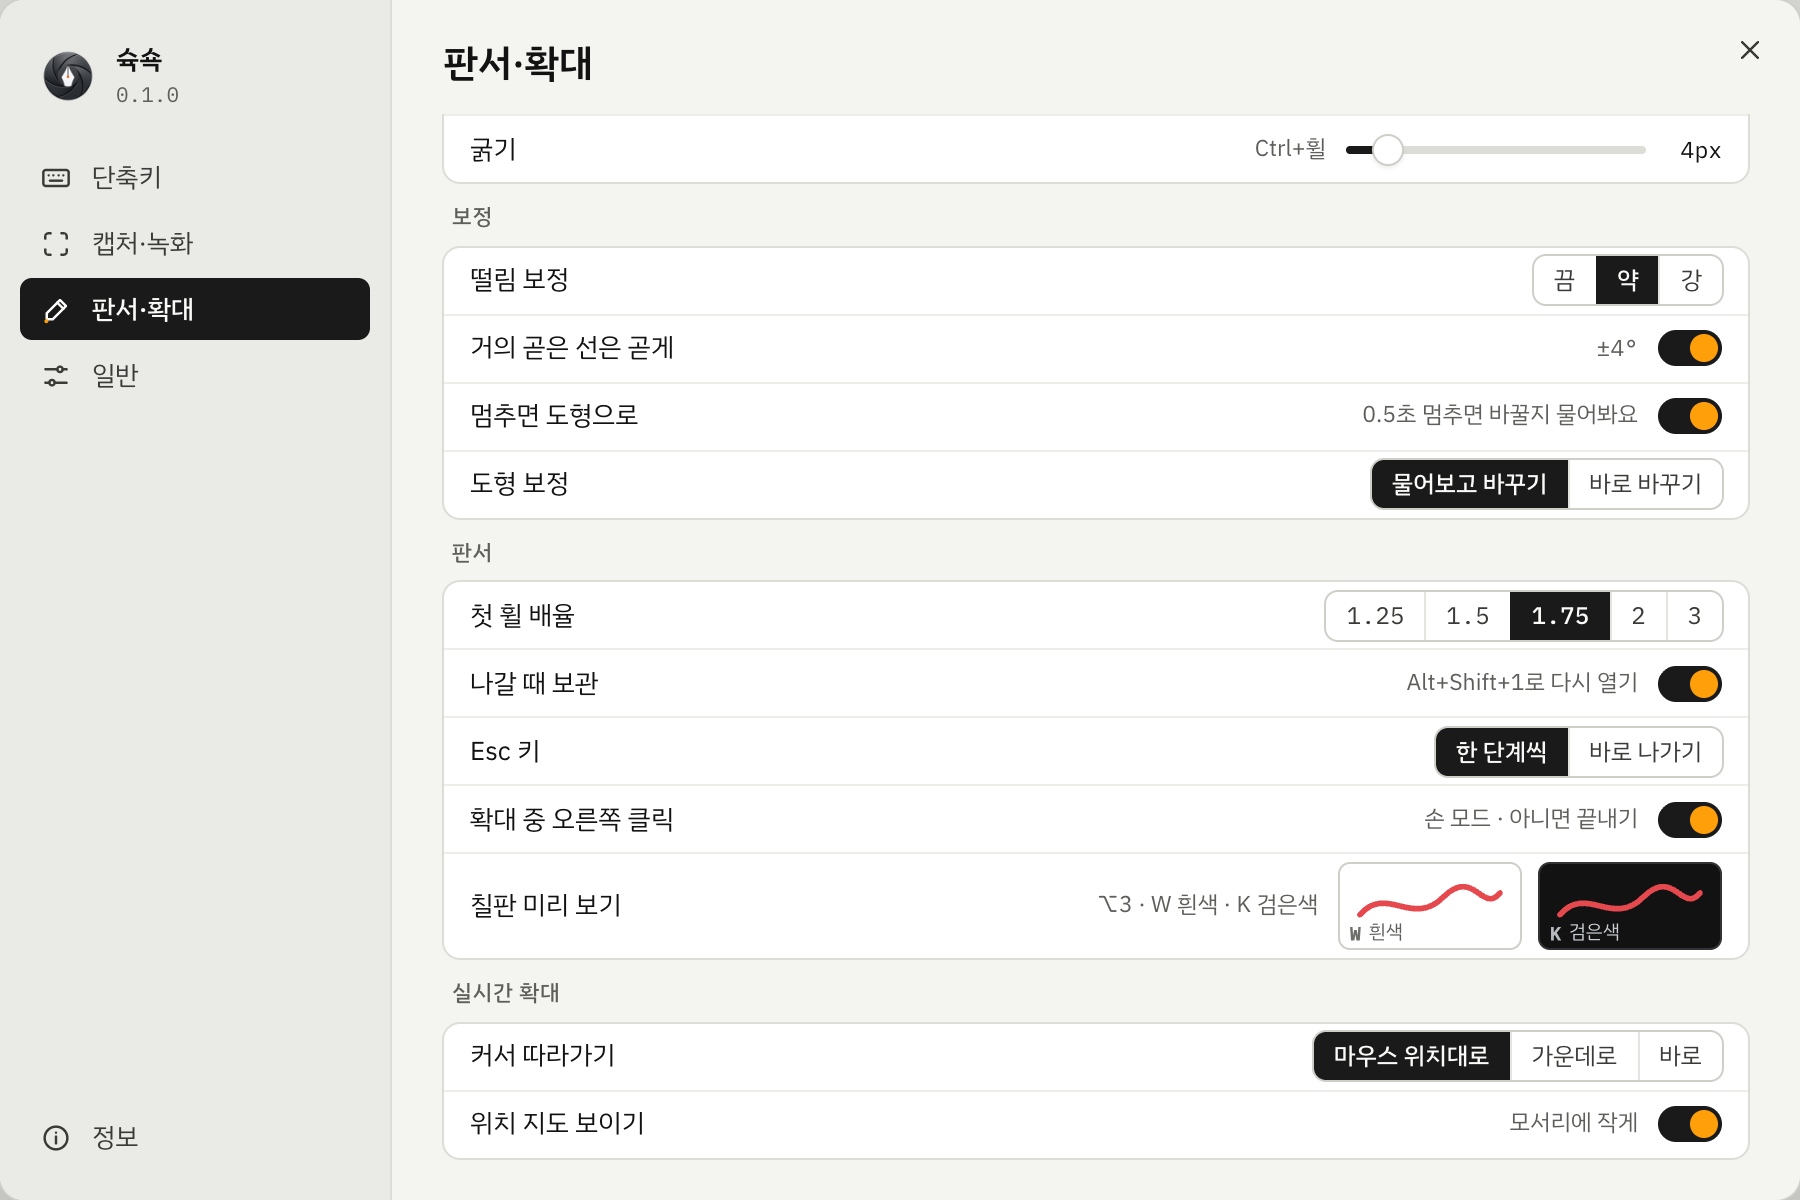 슉숔
0.1.0
단축키
캡처·녹화
판서·확대
일반
정보
판서·확대
굵기 Ctrl+휠 4px
보정
떨림 보정 끔 약 강
거의 곧은 선은 곧게 ±4°
멈추면 도형으로 0.5초 멈추면 바꿀지 물어봐요
도형 보정 물어보고 바꾸기 바로 바꾸기
판서
첫 휠 배율 1.25 1.5 1.75 2 3
나갈 때 보관 Alt+Shift+1로 다시 열기
Esc 키 한 단계씩 바로 나가기
확대 중 오른쪽 클릭 손 모드 · 아니면 끝내기
칠판 미리 보기 ⌥3 · W 흰색 · K 검은색
W 흰색 K 검은색
실시간 확대
커서 따라가기 마우스 위치대로 가운데로 바로
위치 지도 보이기 모서리에 작게